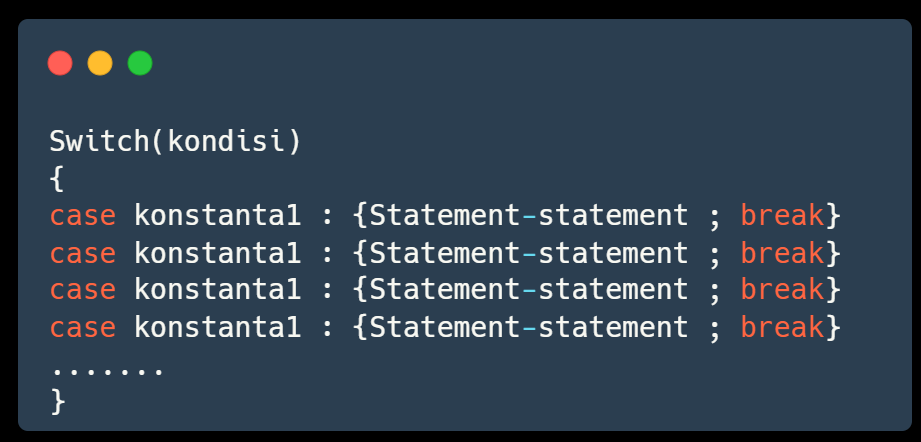 Switch(kondisi)
{
case konstanta1 : {Statement-statement ; break}
case konstanta1 : {Statement-statement ; break}
case konstanta1 : {Statement-statement ; break}
case konstanta1 : {Statement-statement ; break}
.......
}